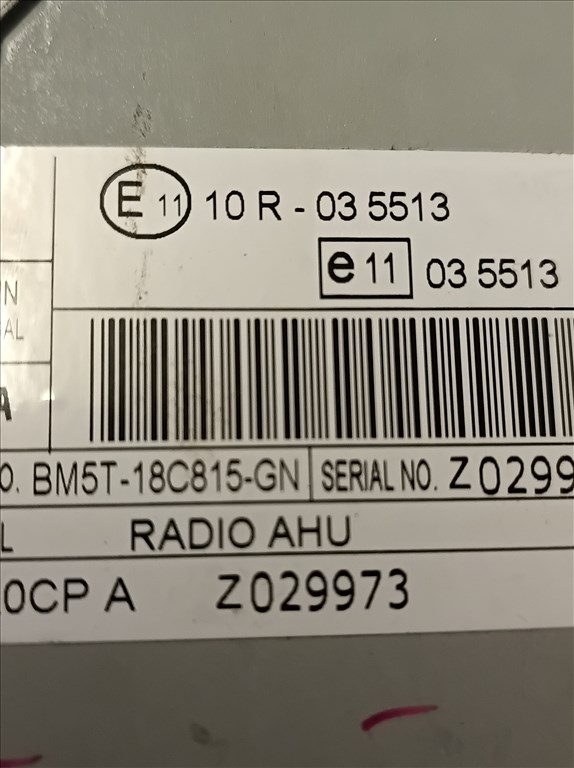 E 11 10 R - 03 5513
e 11 03 5513
N
AL
A
O. BM5T-18C815-GN SERIAL NO. Z0299
L RADIO AHU
0CP A Z029973